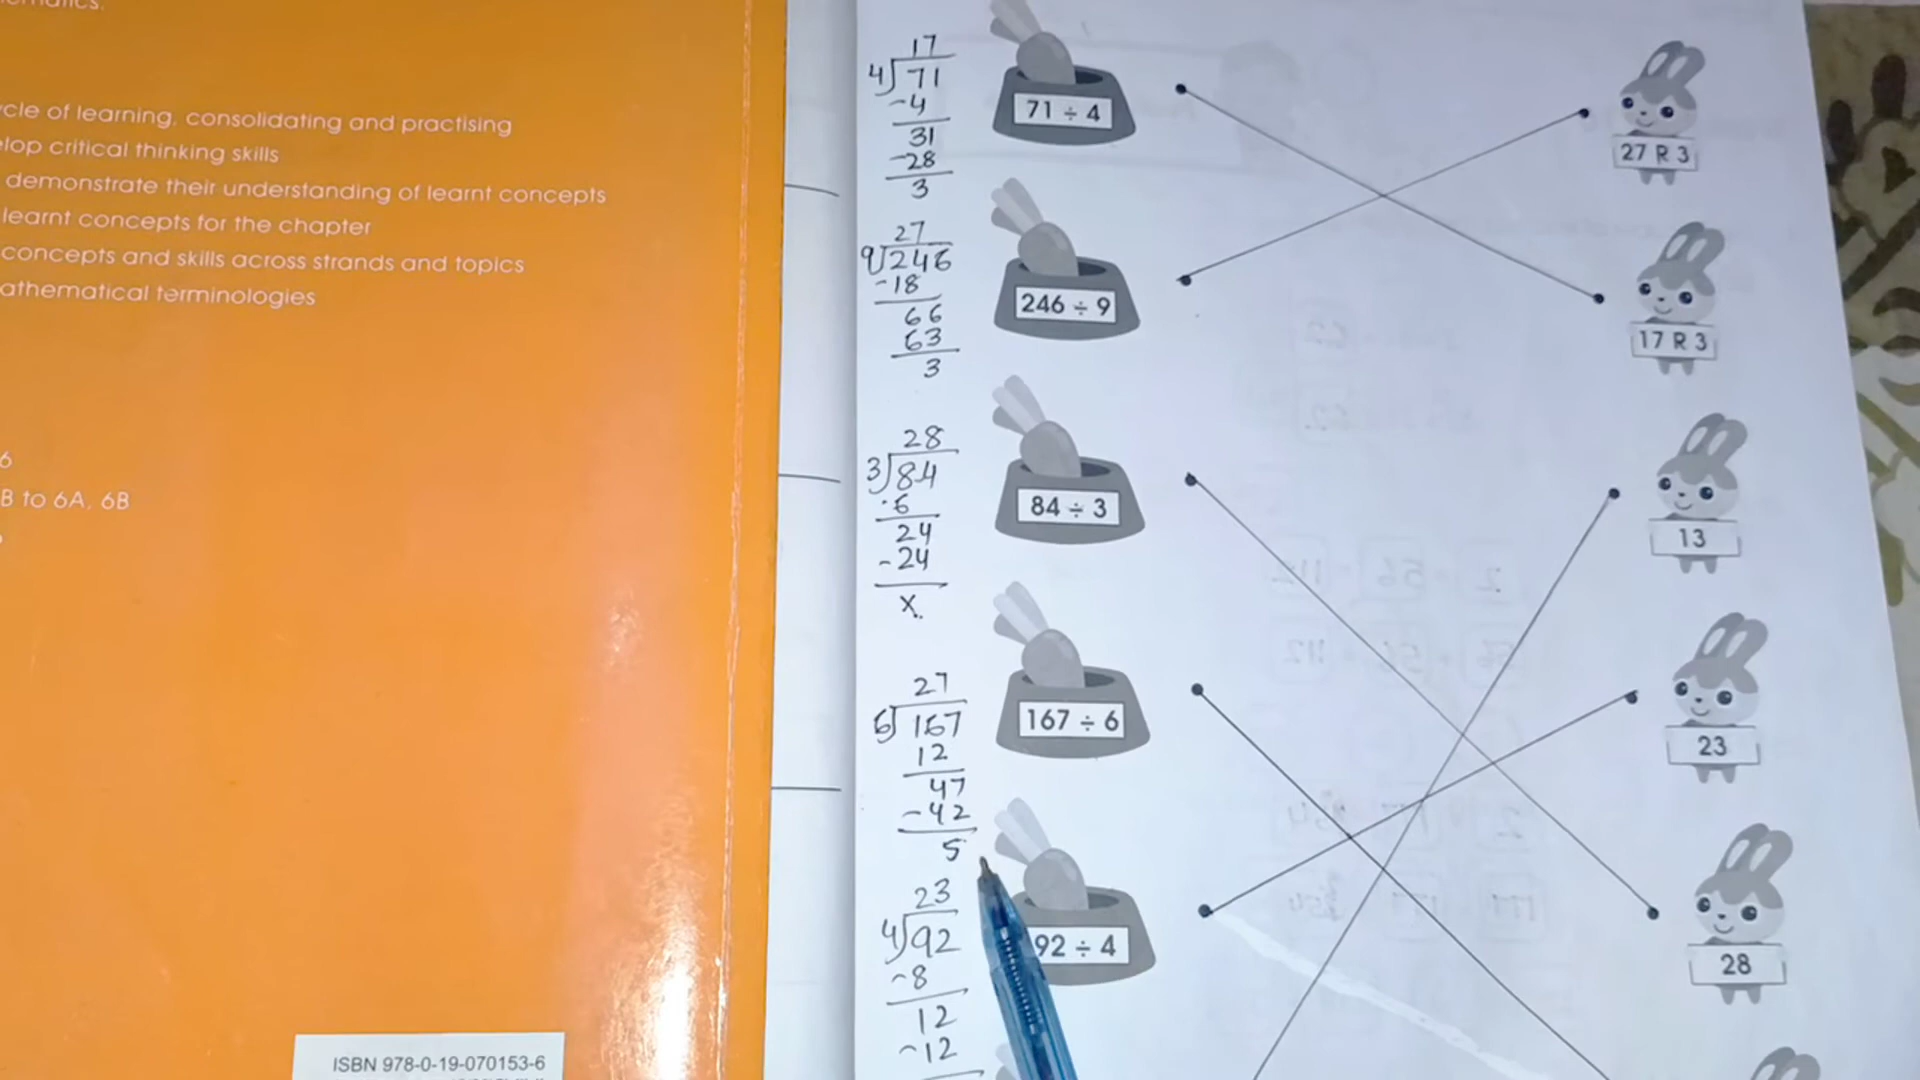 cle of learning, consolidating and practising
lop critical thinking skills
demonstrate their understanding of learnt concepts
learnt concepts for the chapter
concepts and skills across strands and topics
athematical terminologies
6
B to 6A, 6B
ISBN 978-0-19-070153-6
17
4 71
-4
31
-28
3
71 ÷ 4
27 R 3
27
9 246
-18
66
63
3
246 ÷ 9
17 R 3
28
3 84
-6
24
-24
x
84 ÷ 3
13
27
6 167
12
47
-42
5
167 ÷ 6
23
23
4 92
-8
12
-12
92 ÷ 4
28